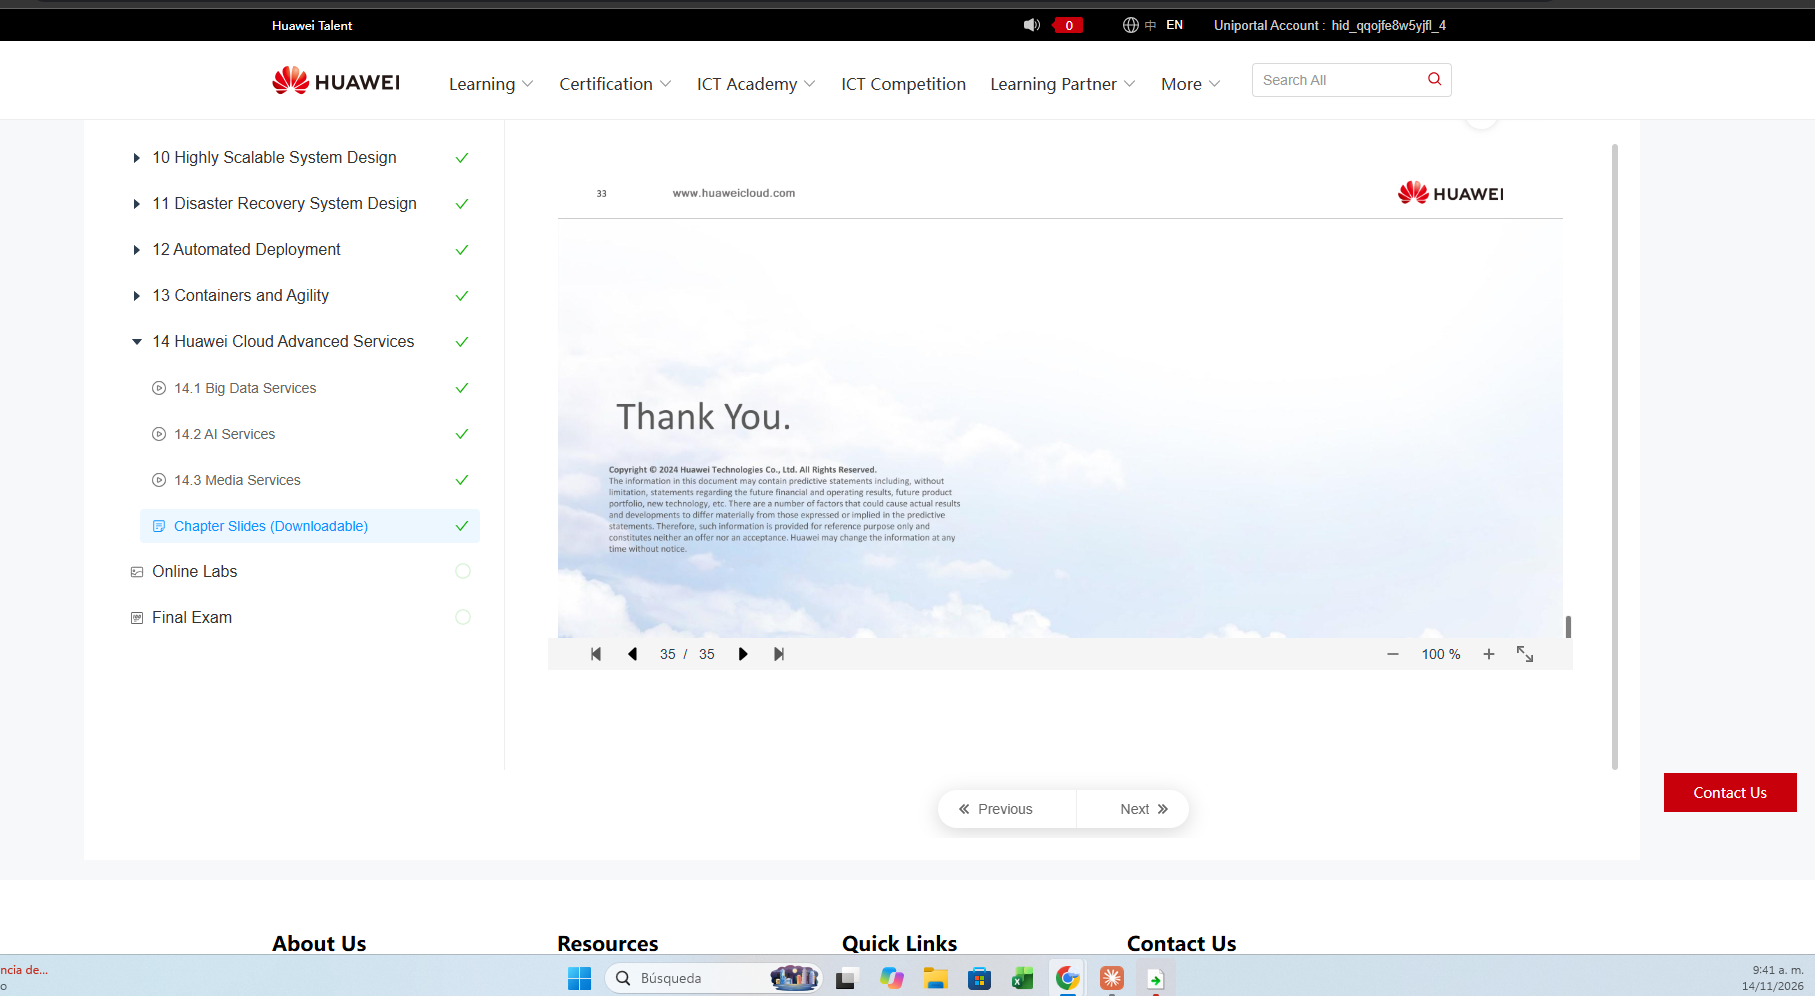 Huawei Talent
0
中
EN
Uniportal Account : hid_qqojfe8w5yjfl_4
HUAWEI
Learning
Certification
ICT Academy
ICT Competition
Learning Partner
More
Search All
10 Highly Scalable System Design
11 Disaster Recovery System Design
12 Automated Deployment
13 Containers and Agility
14 Huawei Cloud Advanced Services
14.1 Big Data Services
14.2 AI Services
14.3 Media Services
Chapter Slides (Downloadable)
Online Labs
Final Exam
33
www.huaweicloud.com
HUAWEI
Thank You.
Copyright © 2024 Huawei Technologies Co., Ltd. All Rights Reserved.
The information in this document may contain predictive statements including, without
limitation, statements regarding the future financial and operating results, future product
portfolio, new technology, etc. There are a number of factors that could cause actual results
and developments to differ materially from those expressed or implied in the predictive
statements. Therefore, such information is provided for reference purpose only and
constitutes neither an offer nor an acceptance. Huawei may change the information at any
time without notice.
35 / 35
100 %
Previous
Next
Contact Us
About Us
Resources
Quick Links
Contact Us
ncia de...
o
Búsqueda
9:41 a. m.
14/11/2026